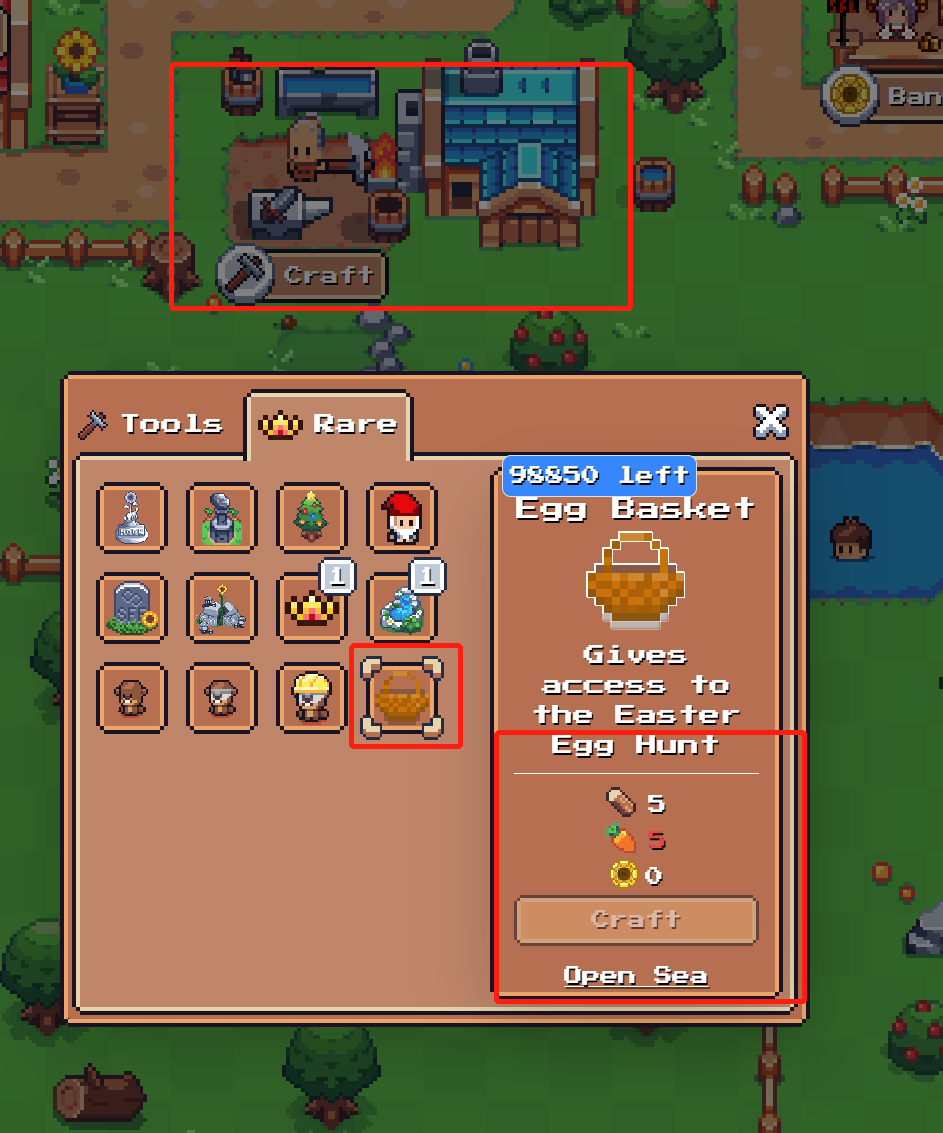 Ban
Craft
Tools
Rare
98850 left
Egg Basket
1
1
Gives
access to
the Easter
Egg Hunt
5
5
0
Craft
Open Sea